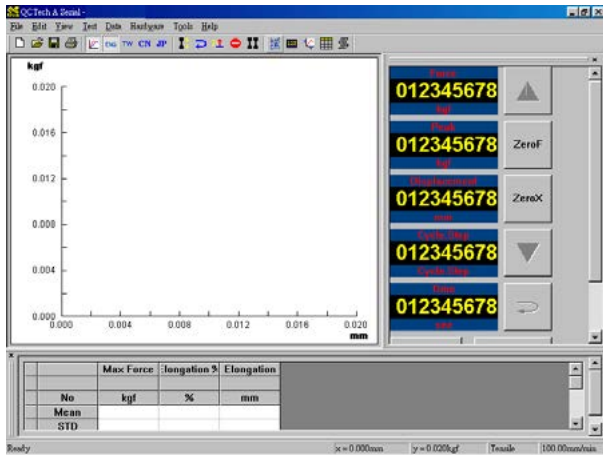 QCTech A Serial -
File Edit View Test Data Hardware Tools Help
ENG TW CN JP
kgf
0.020
0.016
0.012
0.008
0.004
0.000
0.000 0.004 0.008 0.012 0.016 0.020
mm
Force
012345678
kgf
Peak
012345678
kgf
ZeroF
Displacement
012345678
mm
ZeroX
Cycle Step
012345678
Cycle Step
Time
012345678
sec
Max Force Elongation % Elongation
No kgf % mm
Mean
STD
Ready x = 0.000mm y = 0.020kgf Tensile 100.00mm/min